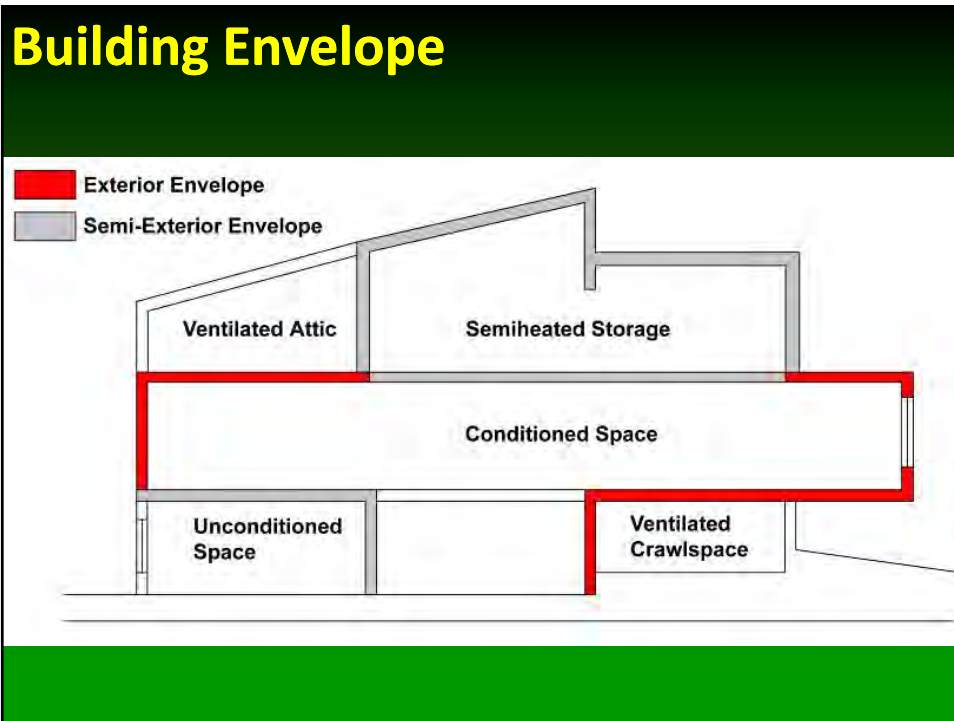 Building Envelope
Exterior Envelope
Semi-Exterior Envelope
Ventilated Attic
Semiheated Storage
Conditioned Space
Unconditioned
Space
Ventilated
Crawlspace